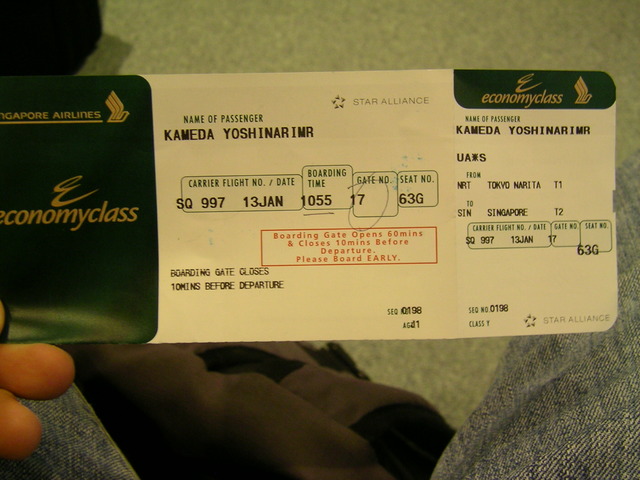 NGAPORE AIRLINES
economyclass
STAR ALLIANCE
NAME OF PASSENGER
KAMEDA YOSHINARIMR
CARRIER FLIGHT NO. / DATE BOARDING TIME GATE NO. SEAT NO.
SQ 997 13JAN 1055 17 63G
Boarding Gate Opens 60mins
& Closes 10mins Before
Departure.
Please Board EARLY.
BOARDING GATE CLOSES
10MINS BEFORE DEPARTURE
SEQ NO. 0198
economyclass
NAME OF PASSENGER
KAMEDA YOSHINARIMR
UA*S
FROM
NRT TOKYO NARITA T1
TO
SIN SINGAPORE T2
CARRIER FLIGHT NO. / DATE GATE NO. SEAT NO.
SQ 997 13JAN 17 63G
SEQ NO. 0198
CLASS Y
STAR ALLIANCE